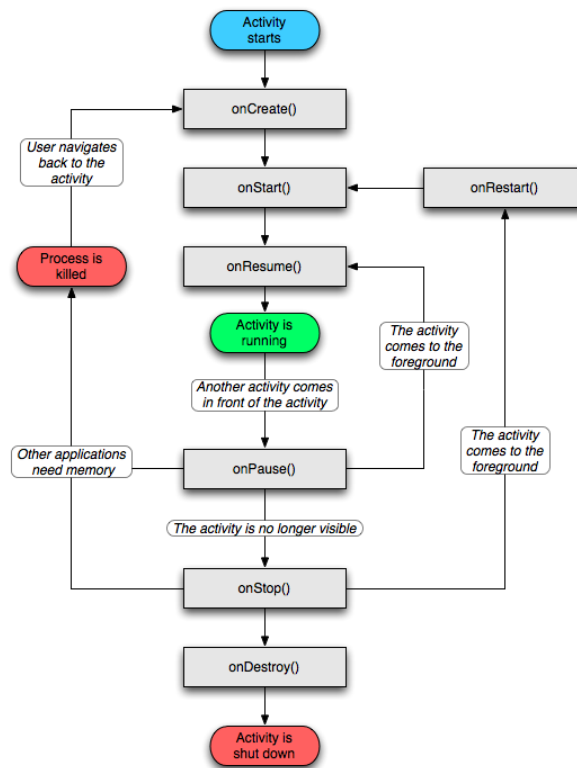 Activity
starts
onCreate()
User navigates
back to the
activity
onStart()
onRestart()
Process is
killed
onResume()
Activity is
running
The activity
comes to the
foreground
Another activity comes
in front of the activity
Other applications
need memory
onPause()
The activity
comes to the
foreground
The activity is no longer visible
onStop()
onDestroy()
Activity is
shut down